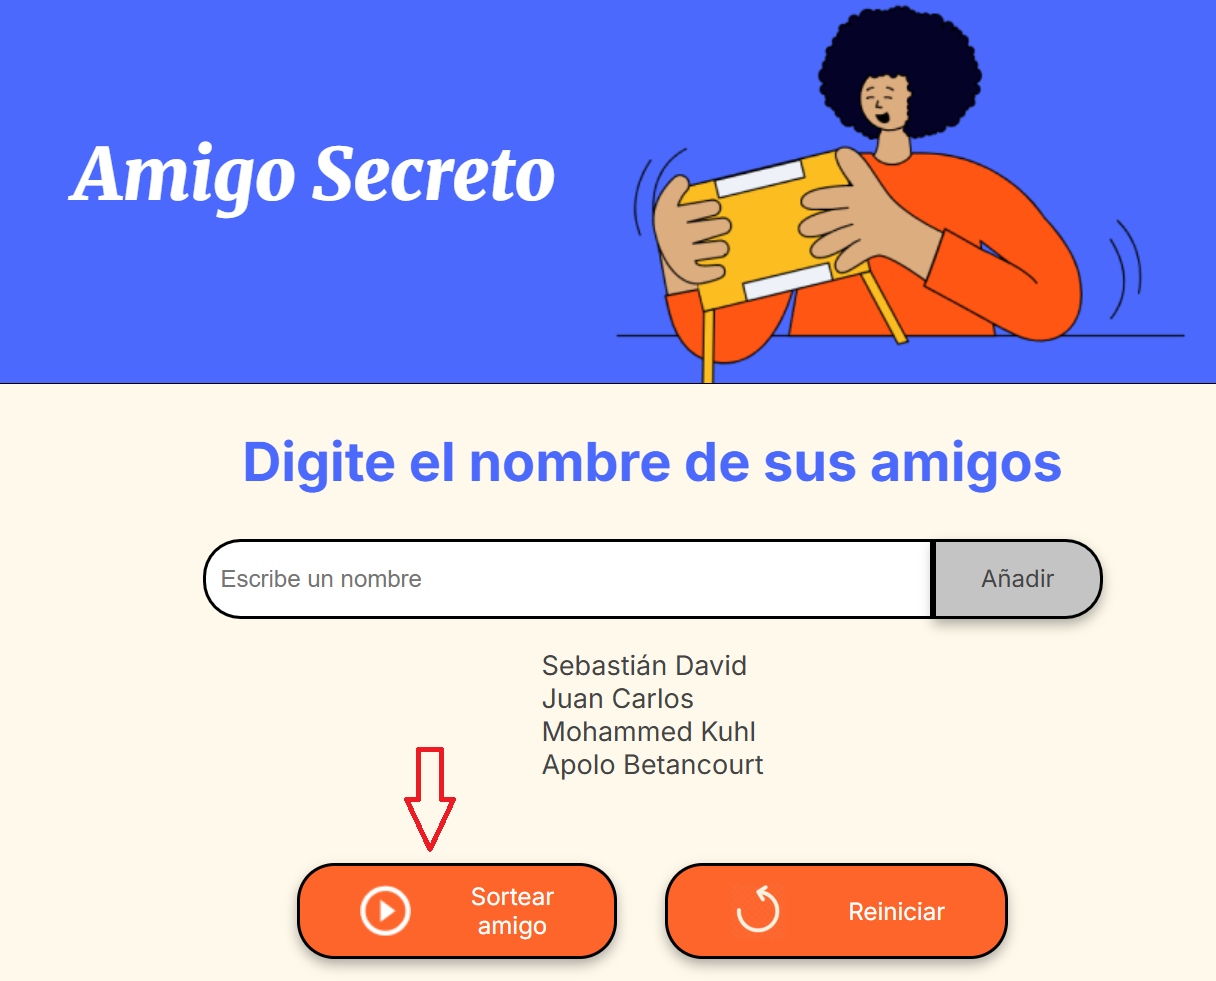 Amigo Secreto
Digite el nombre de sus amigos
Escribe un nombre
Añadir
Sebastián David
Juan Carlos
Mohammed Kuhl
Apolo Betancourt
Sortear
amigo
Reiniciar